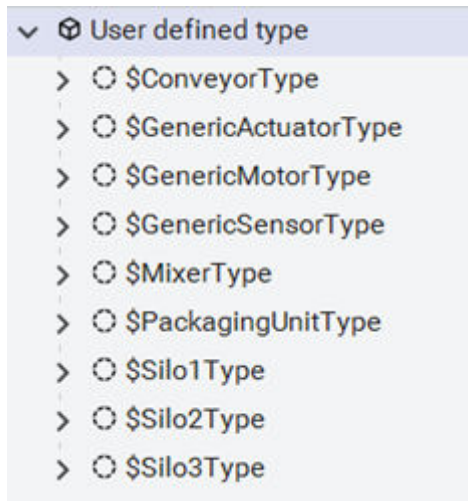 User defined type
$ConveyorType
$GenericActuatorType
$GenericMotorType
$GenericSensorType
$MixerType
$PackagingUnitType
$Silo1Type
$Silo2Type
$Silo3Type